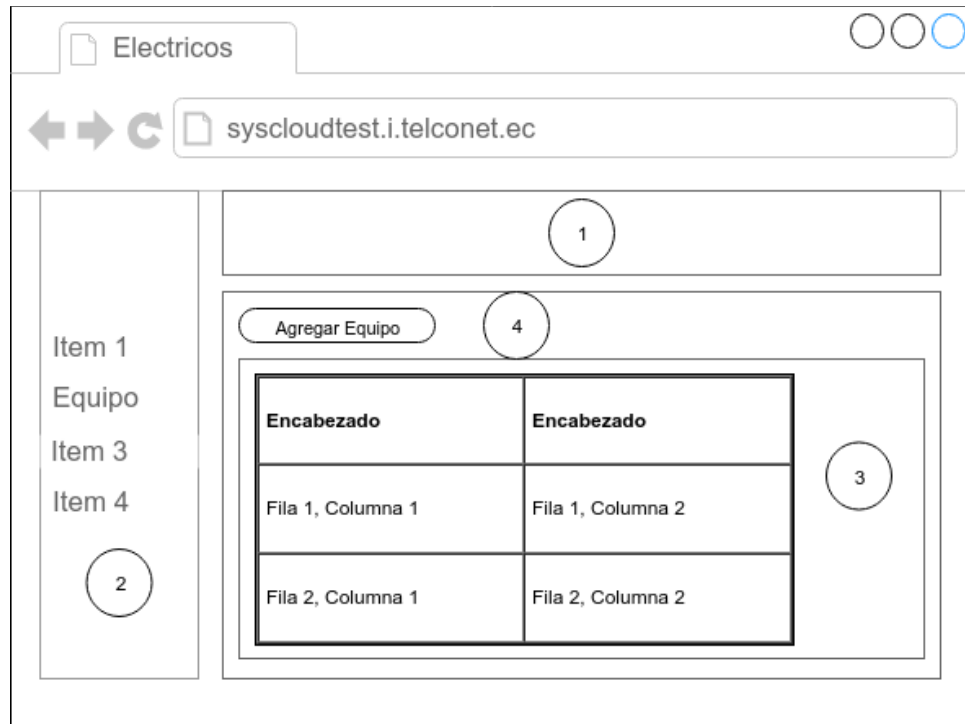 Electricos
syscloudtest.i.telconet.ec
1
Agregar Equipo
4
Item 1
Equipo
Item 3
Item 4
2
Encabezado Encabezado
Fila 1, Columna 1 Fila 1, Columna 2
Fila 2, Columna 1 Fila 2, Columna 2
3